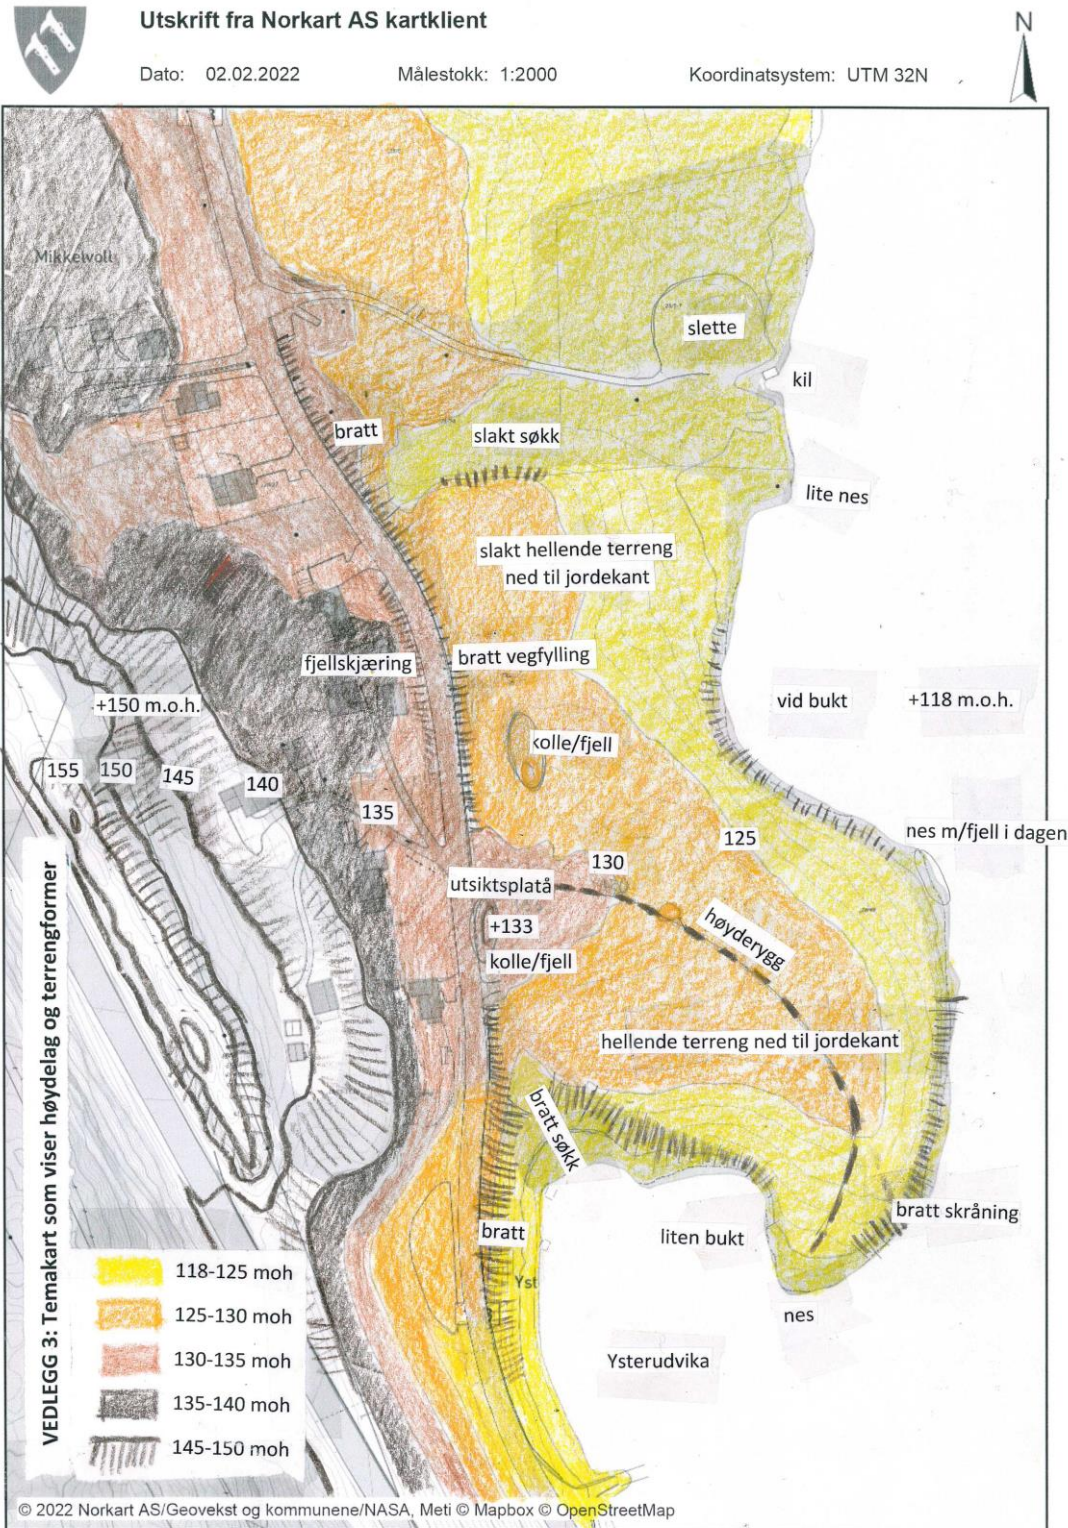 Utskrift fra Norkart AS kartklient
Dato: 02.02.2022 Målestokk: 1:2000 Koordinatsystem: UTM 32N
N
Mikkelvoll
slette
kil
bratt
slakt søkk
lite nes
slakt hellende terreng
ned til jordekant
fjellskjæring
bratt vegfylling
+150 m.o.h.
vid bukt
+118 m.o.h.
kolle/fjell
155
150
145
140
135
125
nes m/fjell i dagen
130
utsiktsplatå
+133
høyderygg
kolle/fjell
hellende terreng ned til jordekant
bratt søkk
bratt
liten bukt
bratt skråning
Yst
nes
Ysterudvika
VEDLEGG 3: Temakart som viser høydelag og terrengformer
118-125 moh
125-130 moh
130-135 moh
135-140 moh
145-150 moh
© 2022 Norkart AS/Geovekst og kommunene/NASA, Meti © Mapbox © OpenStreetMap